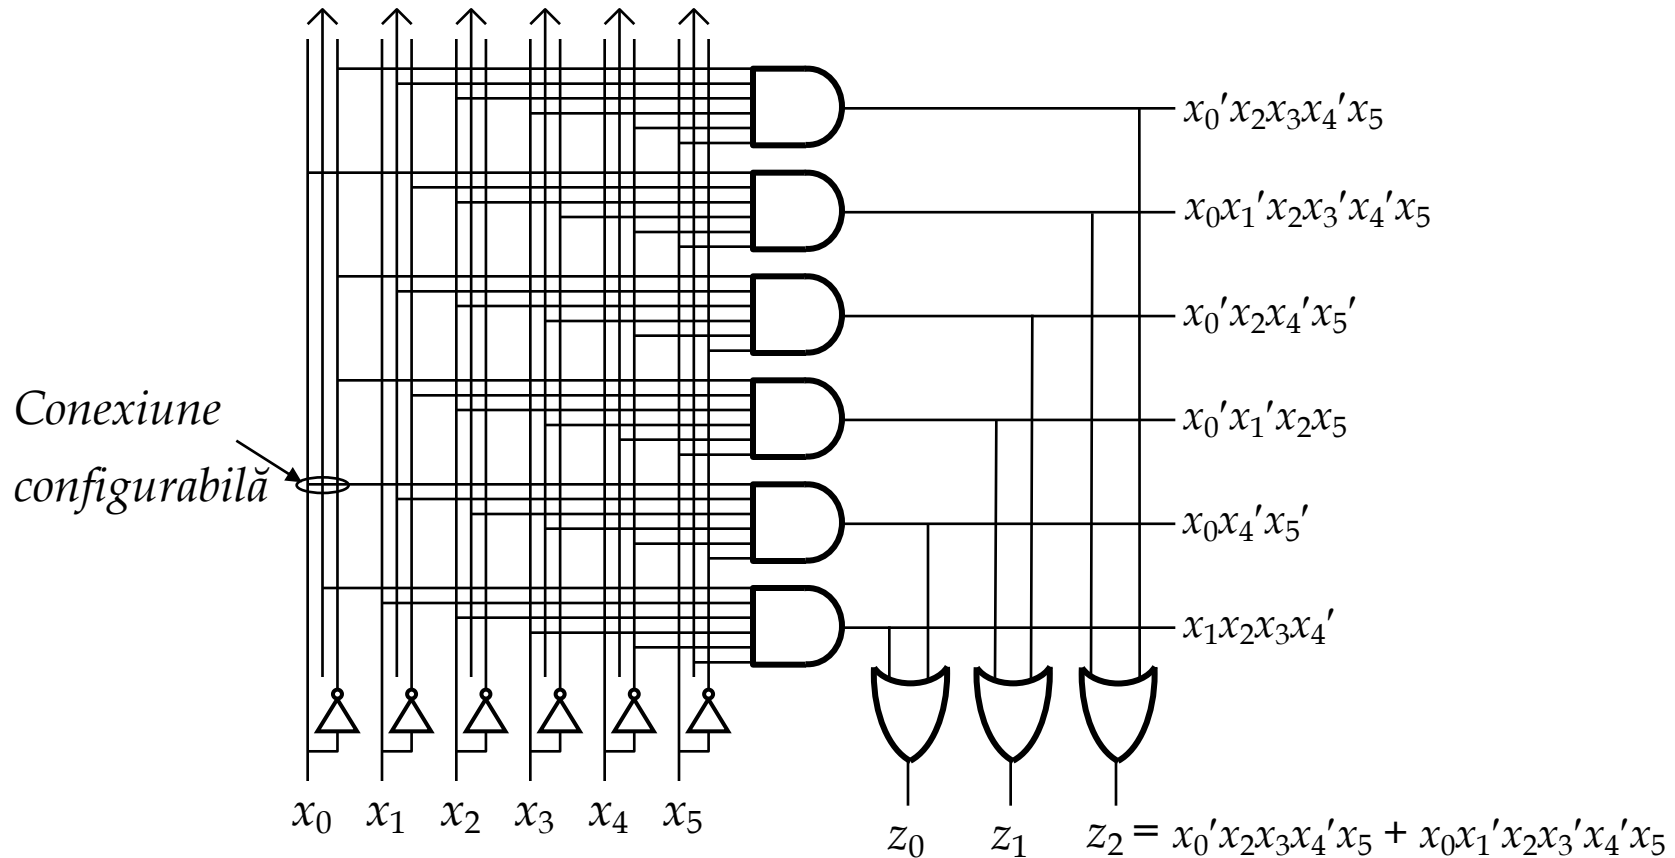 x₀′x₂x₃x₄′x₅
x₀x₁′x₂x₃′x₄′x₅
x₀′x₂x₄′x₅′
x₀′x₁′x₂x₅
Conexiune
configurabilă
x₀x₄′x₅′
x₁x₂x₃x₄′
x₀ x₁ x₂ x₃ x₄ x₅
z₀ z₁ z₂ = x₀′x₂x₃x₄′x₅ + x₀x₁′x₂x₃′x₄′x₅